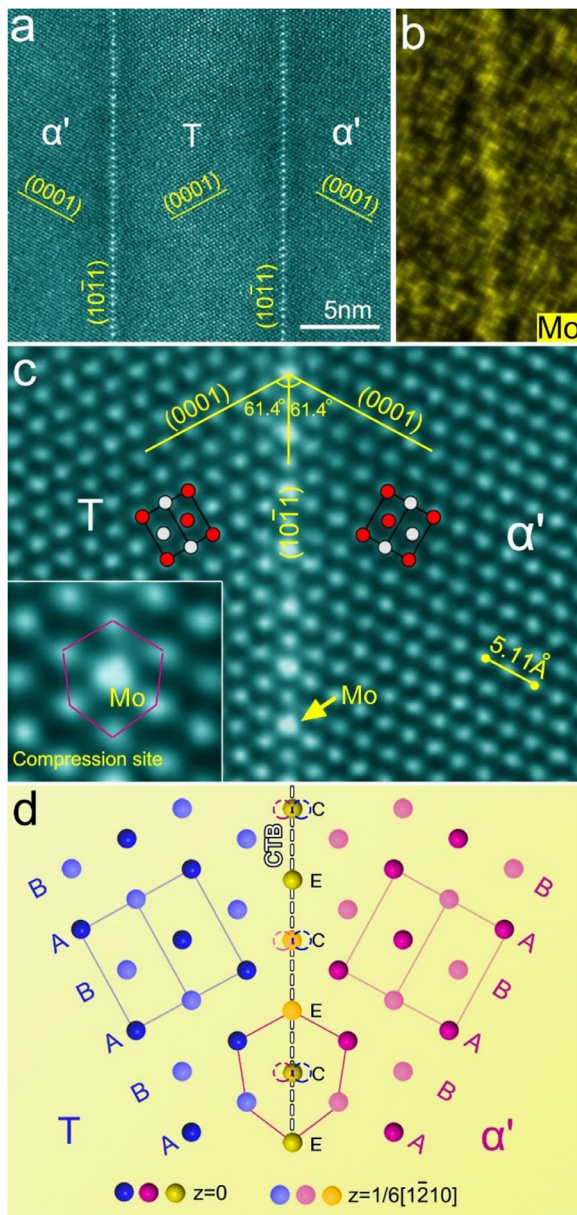 a
α' T α'
(0001) (0001) (0001)
(101̄1) (101̄1)
5nm
b
Mo
c
(0001) 61.4° 61.4° (0001)
T (101̄1) α'
5.11Å
Mo
Mo
Compression site
d
CTB
C
E
C
E
C
E
B
A
B
A
B
A
B
A
B
A
B
A
T α'
z=0 z=1/6[12̄10]